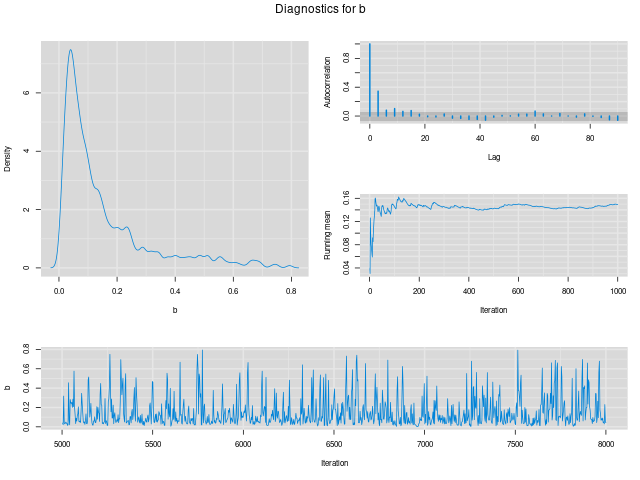 Diagnostics for b
Density
0 2 4 6
0.0 0.2 0.4 0.6 0.8
b
Autocorrelation
0.0 0.4 0.8
0 20 40 60 80
Lag
Running mean
0.04 0.08 0.12 0.16
0 200 400 600 800 1000
Iteration
b
0.0 0.2 0.4 0.6 0.8
5000 5500 6000 6500 7000 7500 8000
Iteration